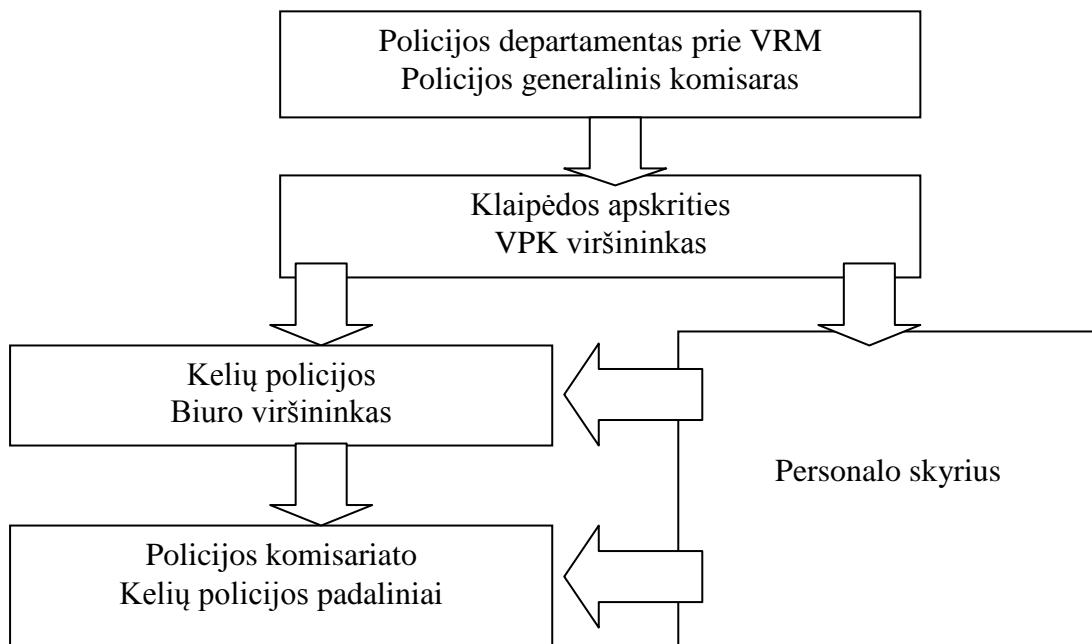 Policijos departamentas prie VRM
Policijos generalinis komisaras
Klaipėdos apskrities
VPK viršininkas
Kelių policijos
Biuro viršininkas
Personalo skyrius
Policijos komisariato
Kelių policijos padaliniai